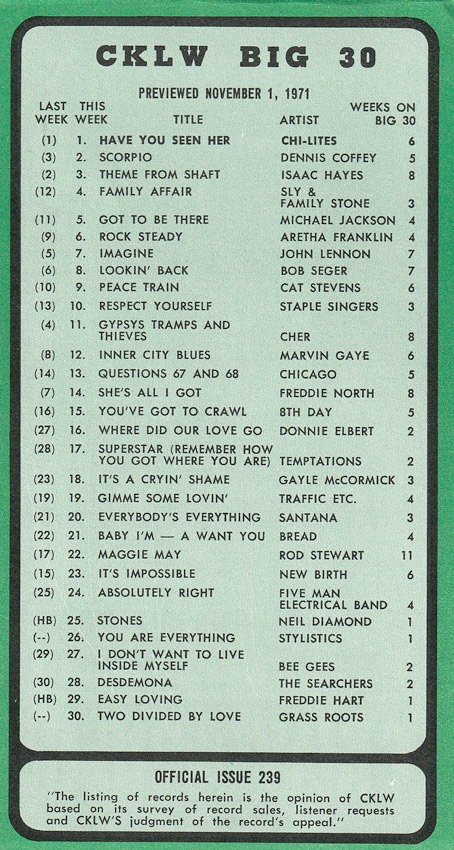 CKLW BIG 30
PREVIEWED NOVEMBER 1, 1971
LAST THIS WEEKS ON
WEEK WEEK TITLE ARTIST BIG 30
(1) 1. HAVE YOU SEEN HER CHI-LITES 6
(3) 2. SCORPIO DENNIS COFFEY 5
(2) 3. THEME FROM SHAFT ISAAC HAYES 8
(12) 4. FAMILY AFFAIR SLY &
FAMILY STONE 3
(11) 5. GOT TO BE THERE MICHAEL JACKSON 4
(9) 6. ROCK STEADY ARETHA FRANKLIN 4
(5) 7. IMAGINE JOHN LENNON 7
(6) 8. LOOKIN' BACK BOB SEGER 7
(10) 9. PEACE TRAIN CAT STEVENS 6
(13) 10. RESPECT YOURSELF STAPLE SINGERS 3
(4) 11. GYPSYS TRAMPS AND
THIEVES CHER 8
(8) 12. INNER CITY BLUES MARVIN GAYE 6
(14) 13. QUESTIONS 67 AND 68 CHICAGO 5
(7) 14. SHE'S ALL I GOT FREDDIE NORTH 8
(16) 15. YOU'VE GOT TO CRAWL 8TH DAY 5
(27) 16. WHERE DID OUR LOVE GO DONNIE ELBERT 2
(28) 17. SUPERSTAR (REMEMBER HOW
YOU GOT WHERE YOU ARE) TEMPTATIONS 2
(23) 18. IT'S A CRYIN' SHAME GAYLE McCORMICK 3
(19) 19. GIMME SOME LOVIN' TRAFFIC ETC. 4
(21) 20. EVERYBODY'S EVERYTHING SANTANA 3
(22) 21. BABY I'M — A WANT YOU BREAD 4
(17) 22. MAGGIE MAY ROD STEWART 11
(15) 23. IT'S IMPOSSIBLE NEW BIRTH 6
(25) 24. ABSOLUTELY RIGHT FIVE MAN
ELECTRICAL BAND 4
(HB) 25. STONES NEIL DIAMOND 1
(--) 26. YOU ARE EVERYTHING STYLISTICS 1
(29) 27. I DON'T WANT TO LIVE
INSIDE MYSELF BEE GEES 2
(30) 28. DESDEMONA THE SEARCHERS 2
(HB) 29. EASY LOVING FREDDIE HART 1
(--) 30. TWO DIVIDED BY LOVE GRASS ROOTS 1
OFFICIAL ISSUE 239
"The listing of records herein is the opinion of CKLW
based on its survey of record sales, listener requests
and CKLW'S judgment of the record's appeal."